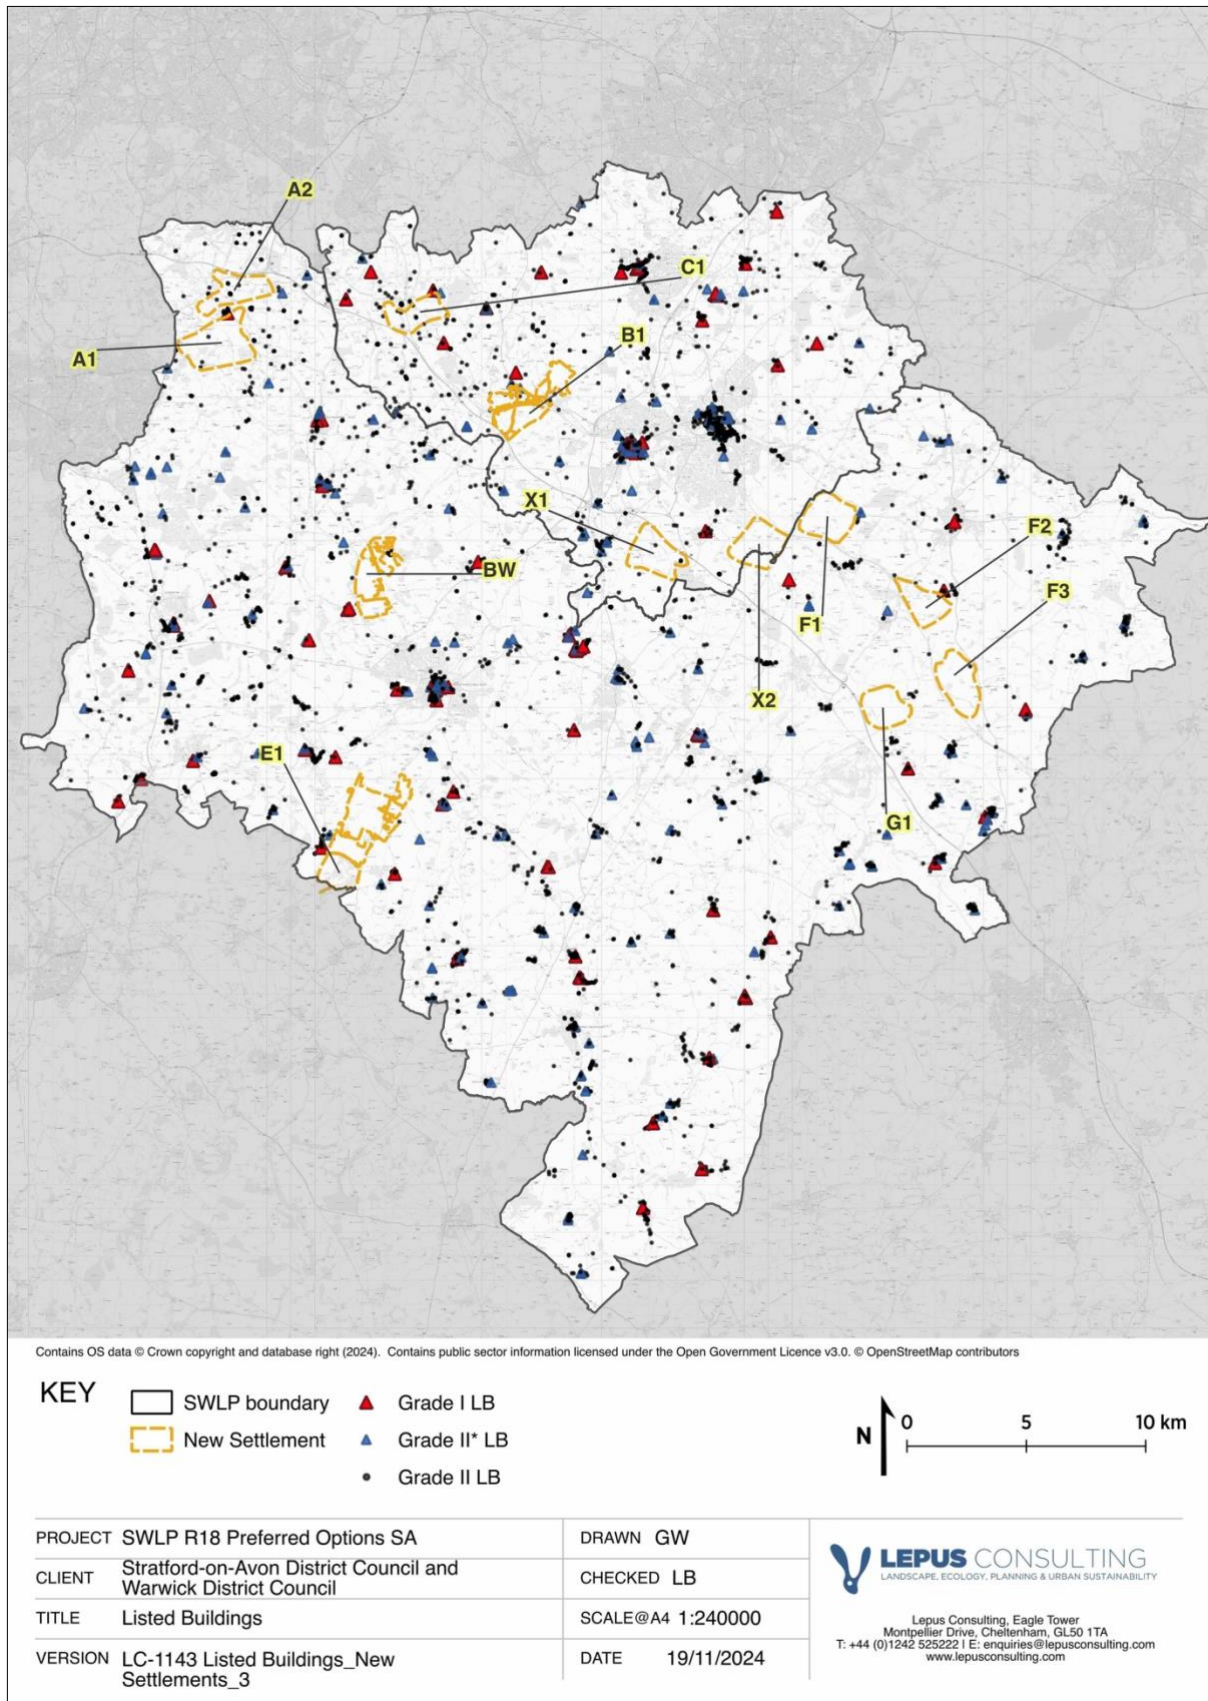 A2
C1
B1
A1
X1
F2
BW
F3
F1
X2
E1
G1
Contains OS data © Crown copyright and database right (2024). Contains public sector information licensed under the Open Government Licence v3.0. © OpenStreetMap contributors
KEY
SWLP boundary
Grade I LB
New Settlement
Grade II* LB
Grade II LB
N
0 5 10 km
PROJECT SWLP R18 Preferred Options SA
DRAWN GW
CLIENT Stratford-on-Avon District Council and
Warwick District Council
CHECKED LB
TITLE Listed Buildings
SCALE@A4 1:240000
VERSION LC-1143 Listed Buildings_New
Settlements_3
DATE 19/11/2024
LEPUS CONSULTING
LANDSCAPE, ECOLOGY, PLANNING & URBAN SUSTAINABILITY
Lepus Consulting, Eagle Tower
Montpellier Drive, Cheltenham, GL50 1TA
T: +44 (0)1242 525222 | E: enquiries@lepusconsulting.com
www.lepusconsulting.com